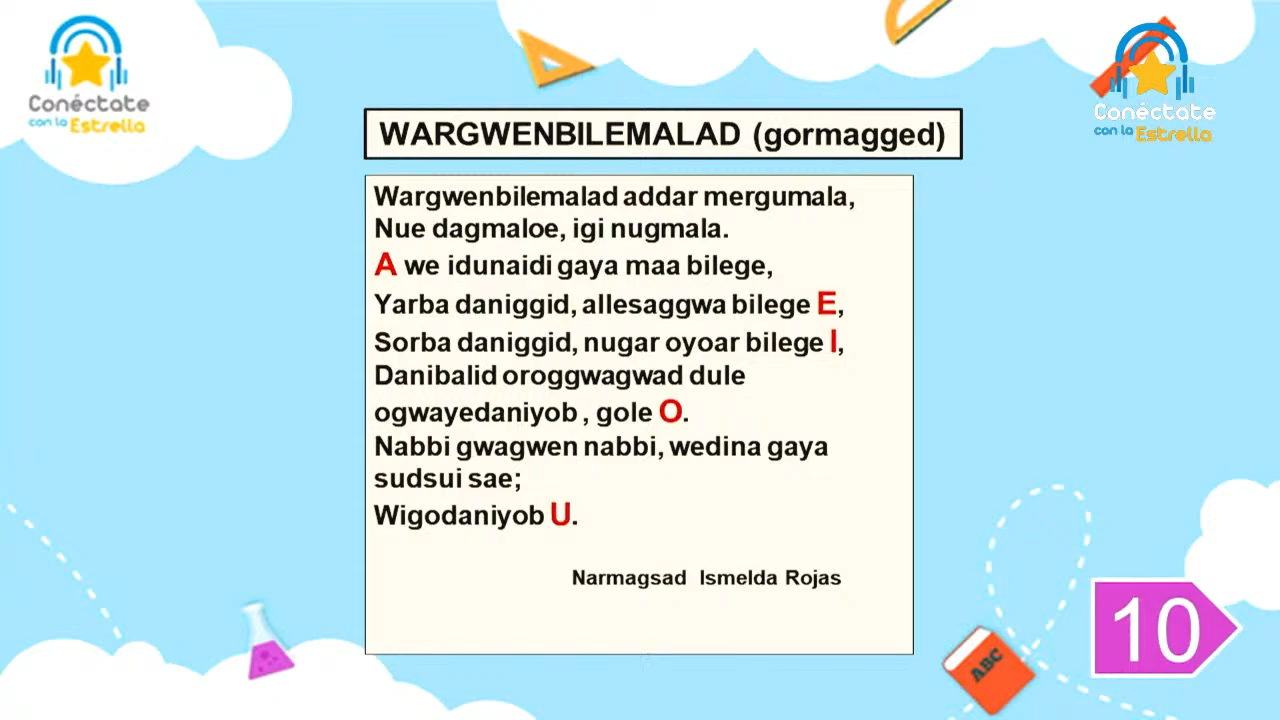 Conéctate
con la Estrella
Conéctate
con la Estrella
WARGWENBILEMALAD (gormagged)
Wargwenbilemalad addar mergumala,
Nue dagmaloe, igi nugmala.
A we idunaidi gaya maa bilege,
Yarba daniggid, allesaggwa bilege E,
Sorba daniggid, nugar oyoar bilege I,
Danibalid oroggwagwad dule
ogwayedaniyob , gole O.
Nabbi gwagwen nabbi, wedina gaya
sudsui sae;
Wigodaniyob U.
Narmagsad Ismelda Rojas
ABC
10